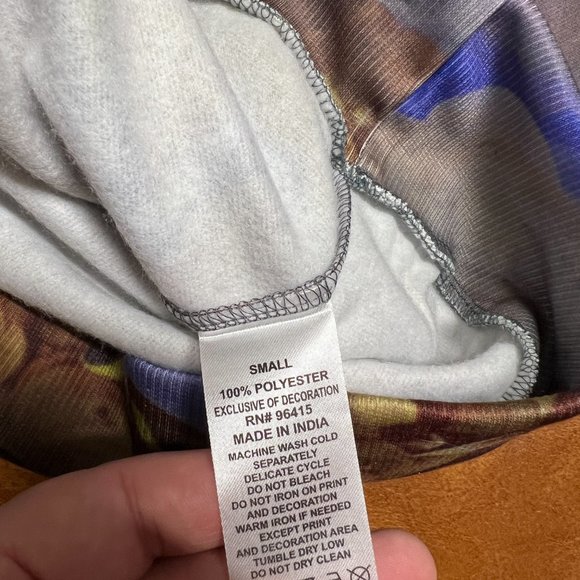 SMALL
100% POLYESTER
EXCLUSIVE OF DECORATION
RN# 96415
MADE IN INDIA
MACHINE WASH COLD
SEPARATELY
DELICATE CYCLE
DO NOT BLEACH
DO NOT IRON ON PRINT
AND DECORATION
WARM IRON IF NEEDED
EXCEPT PRINT
AND DECORATION AREA
TUMBLE DRY LOW
DO NOT DRY CLEAN